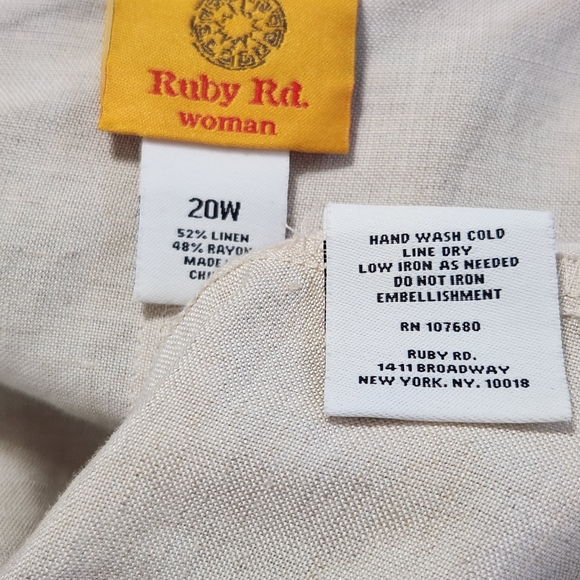 Ruby Rd.
woman
20W
52% LINEN
48% RAYON
MADE
HAND WASH COLD
LINE DRY
LOW IRON AS NEEDED
DO NOT IRON
EMBELLISHMENT
RN 107680
RUBY RD.
1411 BROADWAY
NEW YORK. NY. 10018